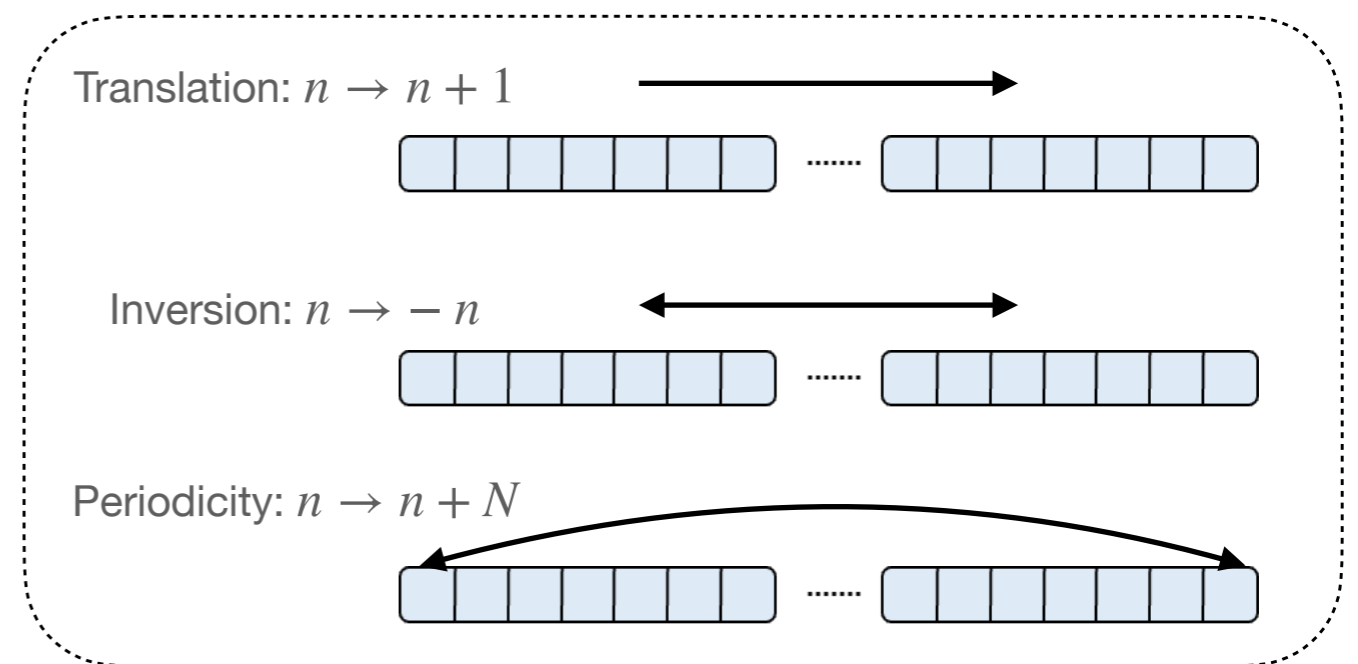 Translation: n → n + 1
Inversion: n → − n
Periodicity: n → n + N